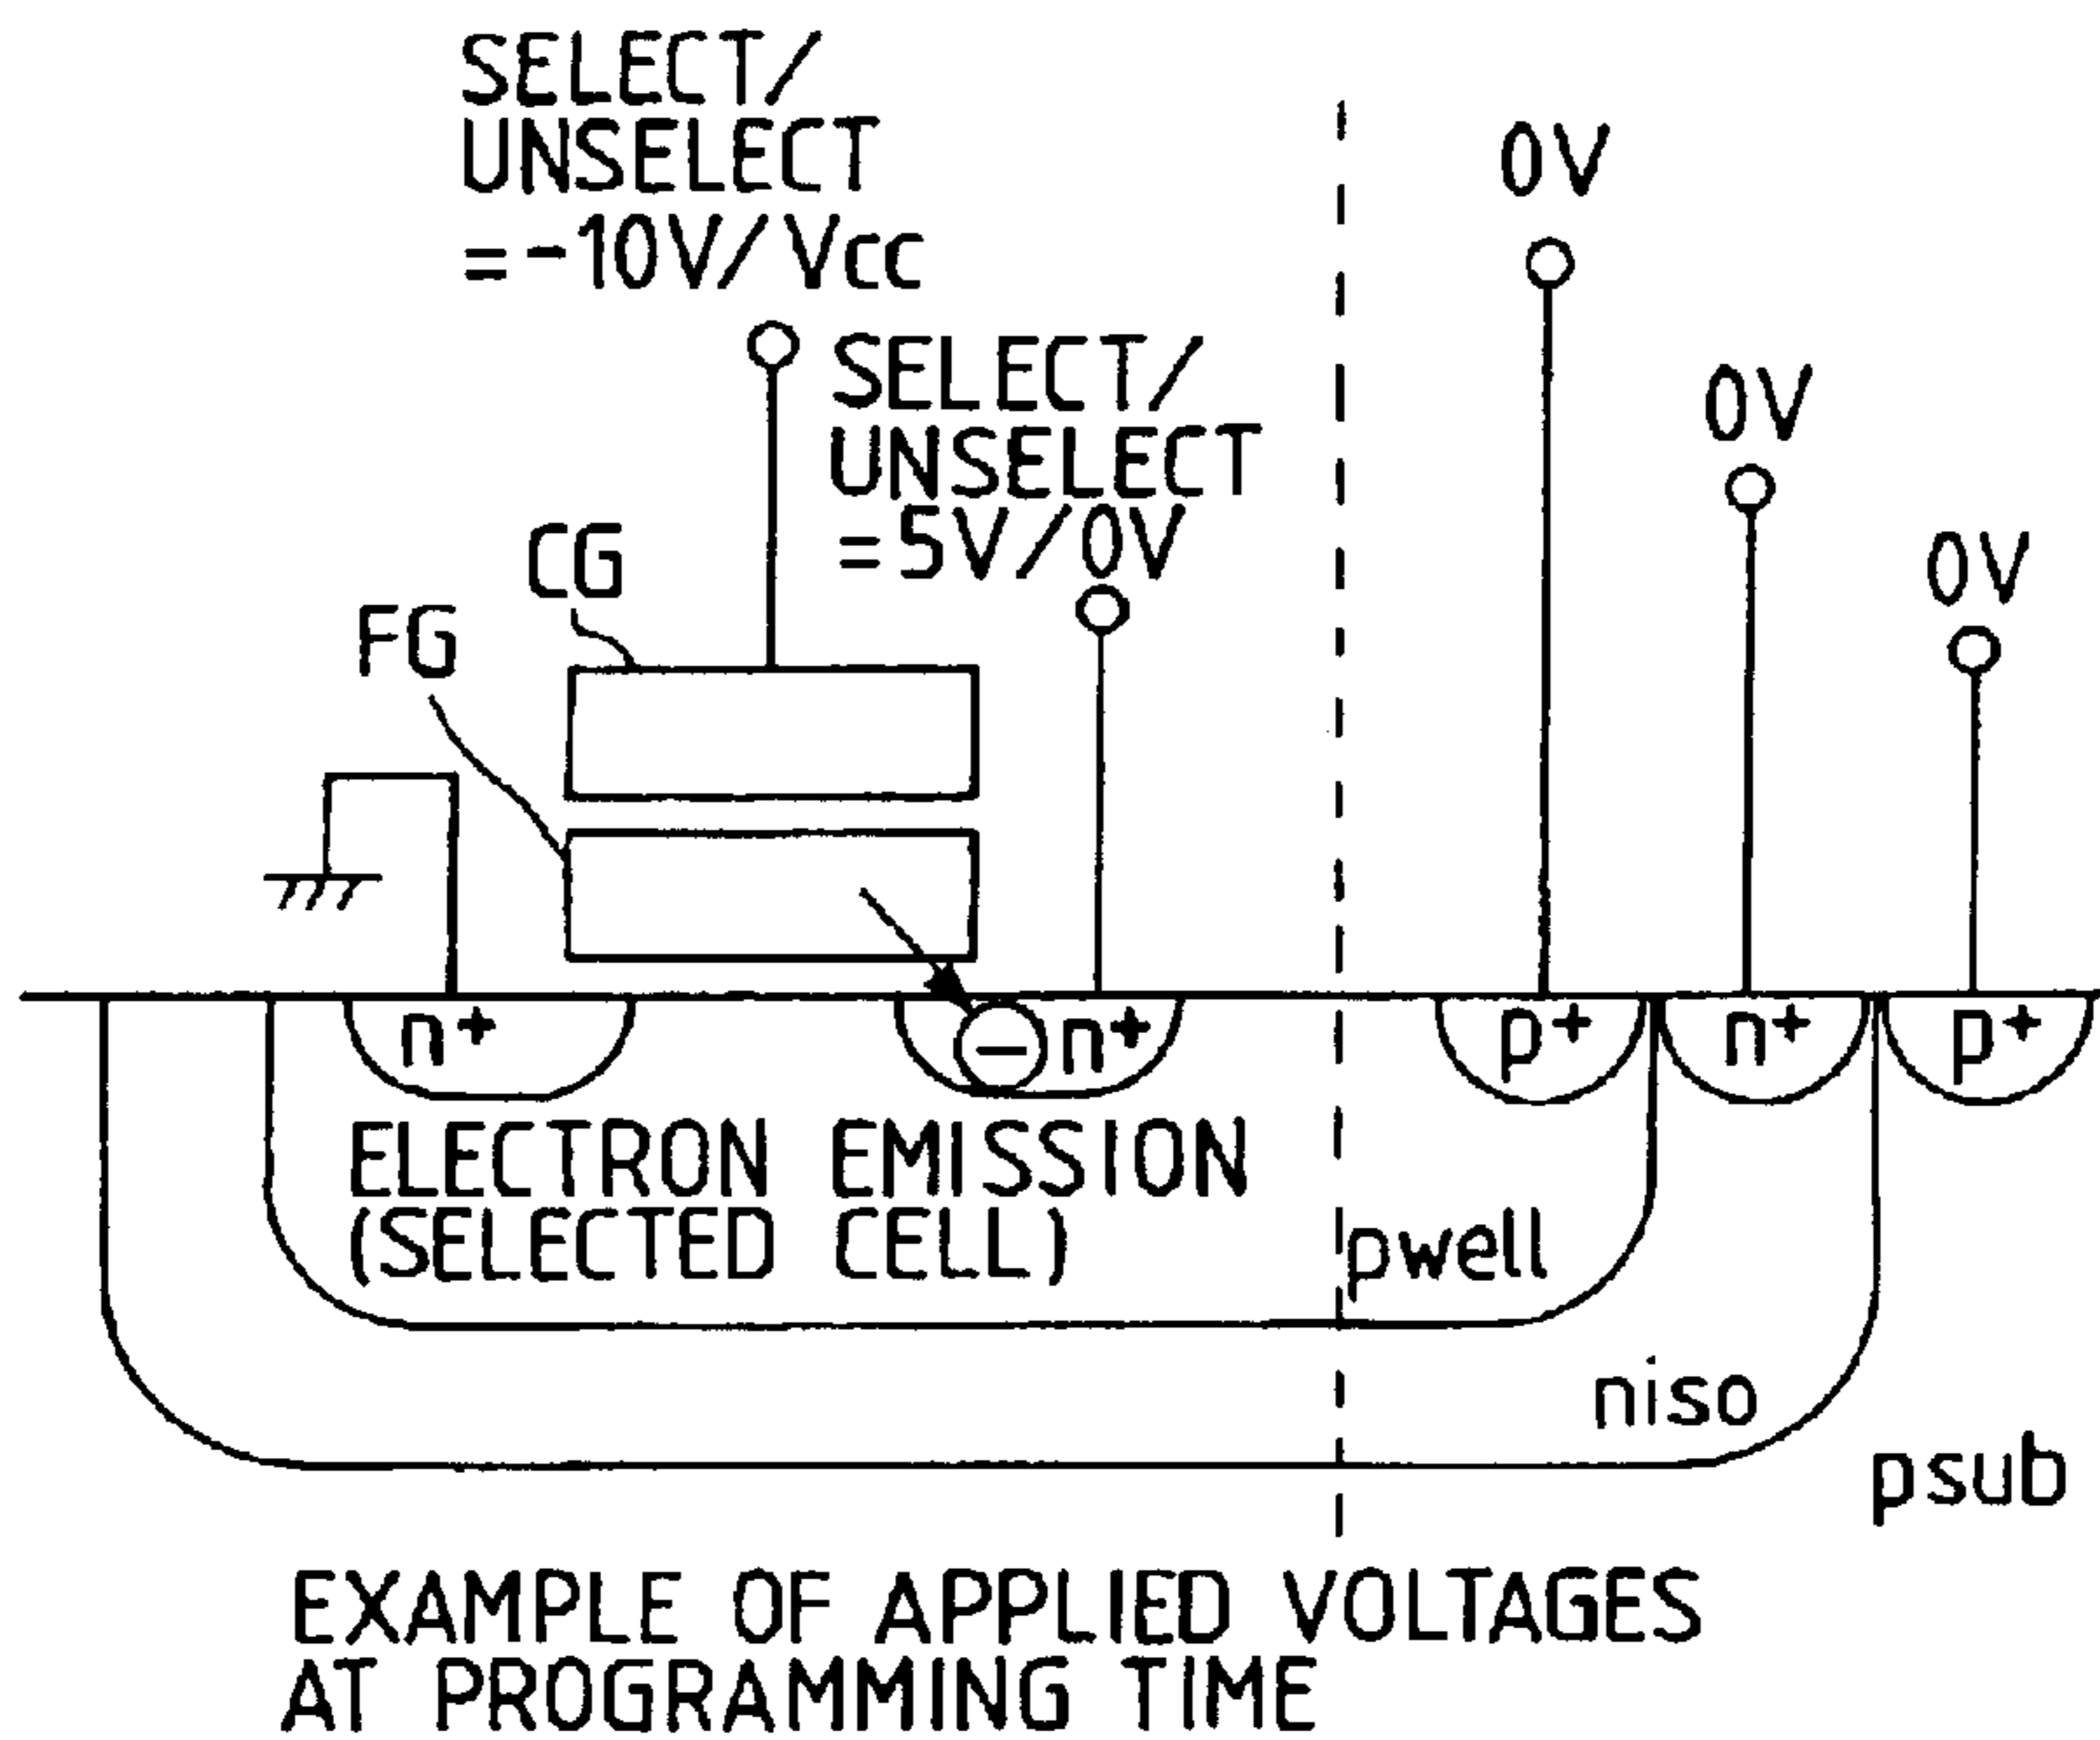 SELECT/
UNSELECT
=-10V/Vcc
0V
SELECT/
UNSELECT
=5V/0V
0V
0V
CG
FG
n+
− n+
p+
n+
p+
ELECTRON EMISSION
(SELECTED CELL)
pwell
niso
psub
EXAMPLE OF APPLIED VOLTAGES
AT PROGRAMMING TIME